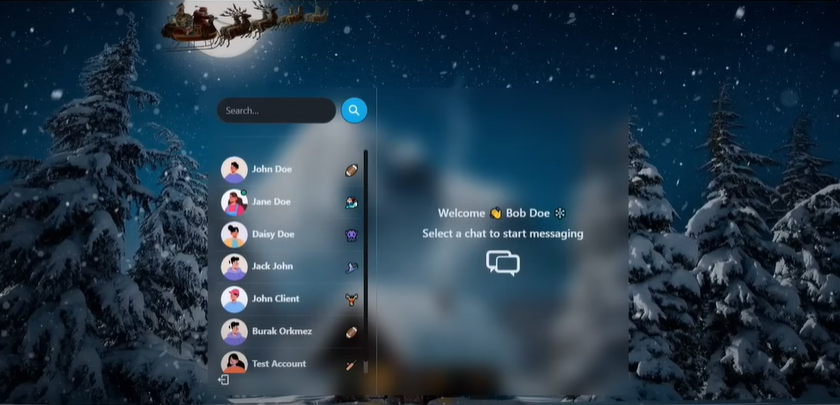 Search...
John Doe
Jane Doe
Daisy Doe
Jack John
John Client
Burak Orkmez
Test Account
Welcome 👏 Bob Doe ❄
Select a chat to start messaging